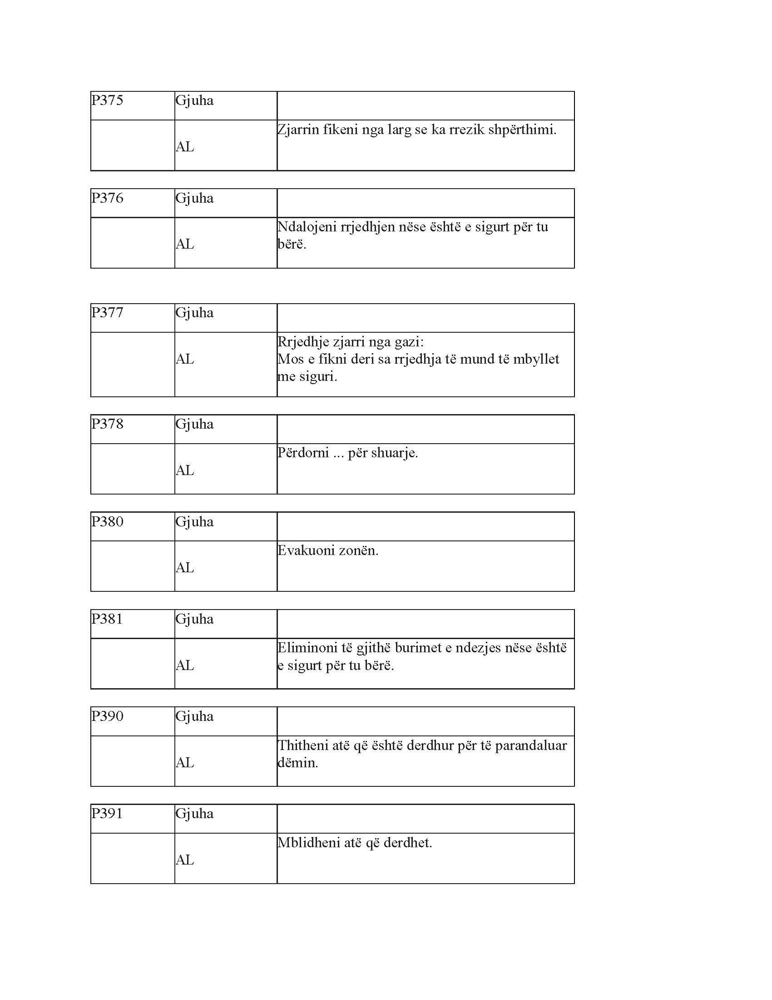 P375 Gjuha
Zjarrin fikeni nga larg se ka rrezik shpërthimi.
AL
P376 Gjuha
Ndalojeni rrjedhjen nëse është e sigurt për tu
AL bërë.
P377 Gjuha
Rrjedhje zjarri nga gazi:
AL Mos e fikni deri sa rrjedhja të mund të mbyllet
me siguri.
P378 Gjuha
Përdorni ... për shuarje.
AL
P380 Gjuha
Evakuoni zonën.
AL
P381 Gjuha
Eliminoni të gjithë burimet e ndezjes nëse është
AL e sigurt për tu bërë.
P390 Gjuha
Thitheni atë që është derdhur për të parandaluar
AL dëmin.
P391 Gjuha
Mblidheni atë që derdhet.
AL